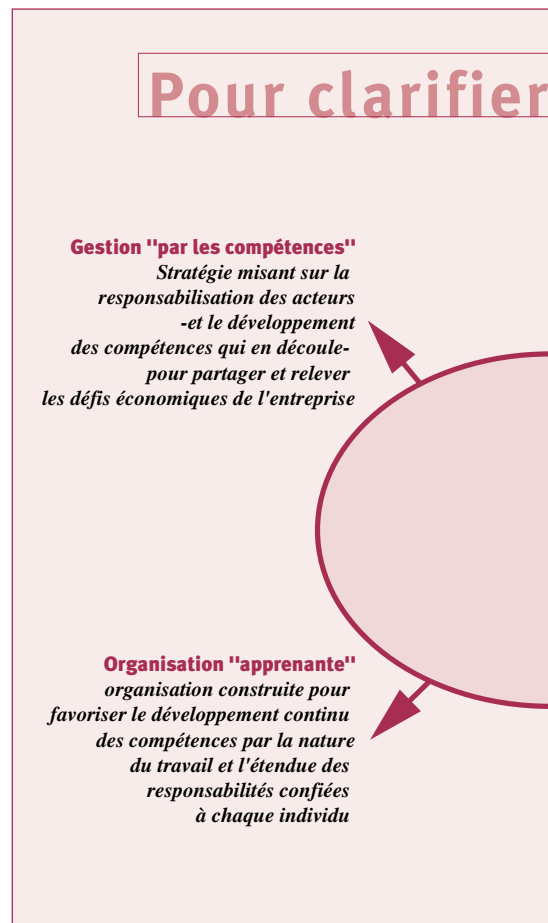 Pour clarifier
Gestion "par les compétences"
Stratégie misant sur la
responsabilisation des acteurs
-et le développement
des compétences qui en découle-
pour partager et relever
les défis économiques de l'entreprise
Organisation "apprenante"
organisation construite pour
favoriser le développement continu
des compétences par la nature
du travail et l'étendue des
responsabilités confiées
à chaque individu